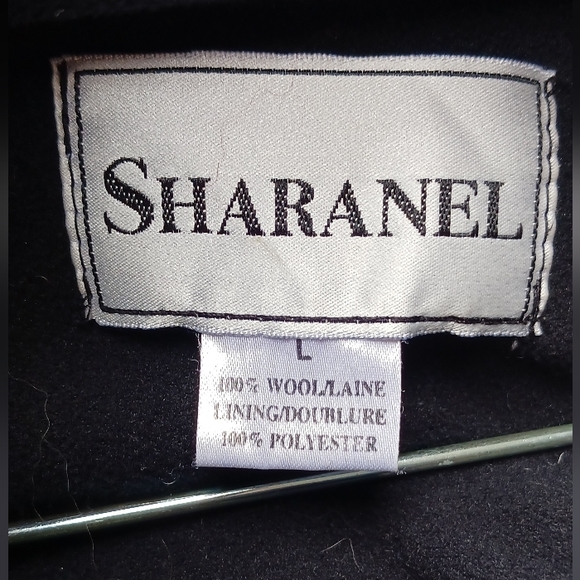 SHARANEL
L
100% WOOL/LAINE
LINING/DOUBLURE
100% POLYESTER